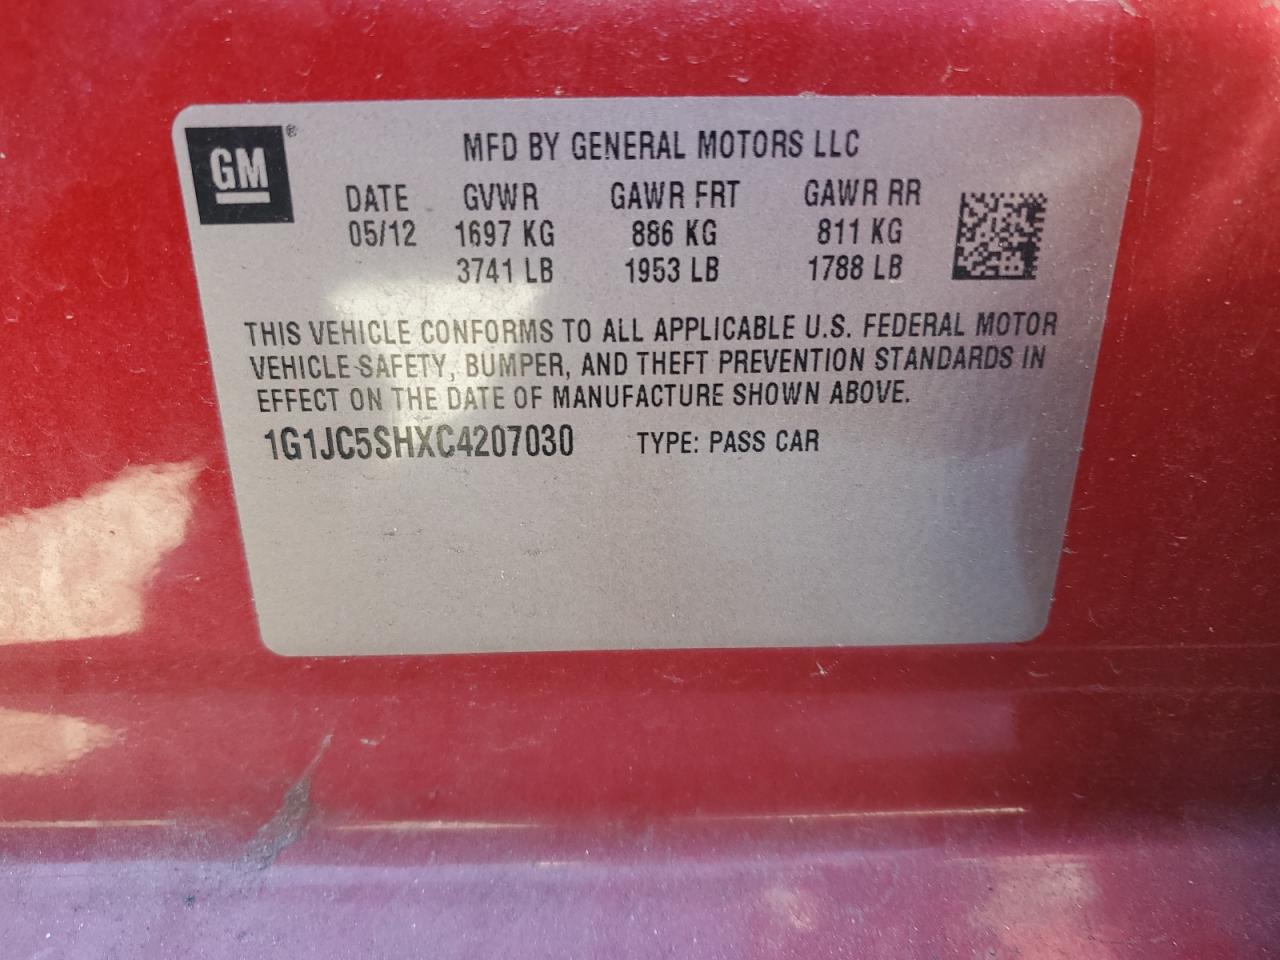 GM®
MFD BY GENERAL MOTORS LLC
DATE GVWR GAWR FRT GAWR RR
05/12 1697 KG 886 KG 811 KG
3741 LB 1953 LB 1788 LB
THIS VEHICLE CONFORMS TO ALL APPLICABLE U.S. FEDERAL MOTOR
VEHICLE SAFETY, BUMPER, AND THEFT PREVENTION STANDARDS IN
EFFECT ON THE DATE OF MANUFACTURE SHOWN ABOVE.
1G1JC5SHXC4207030 TYPE: PASS CAR